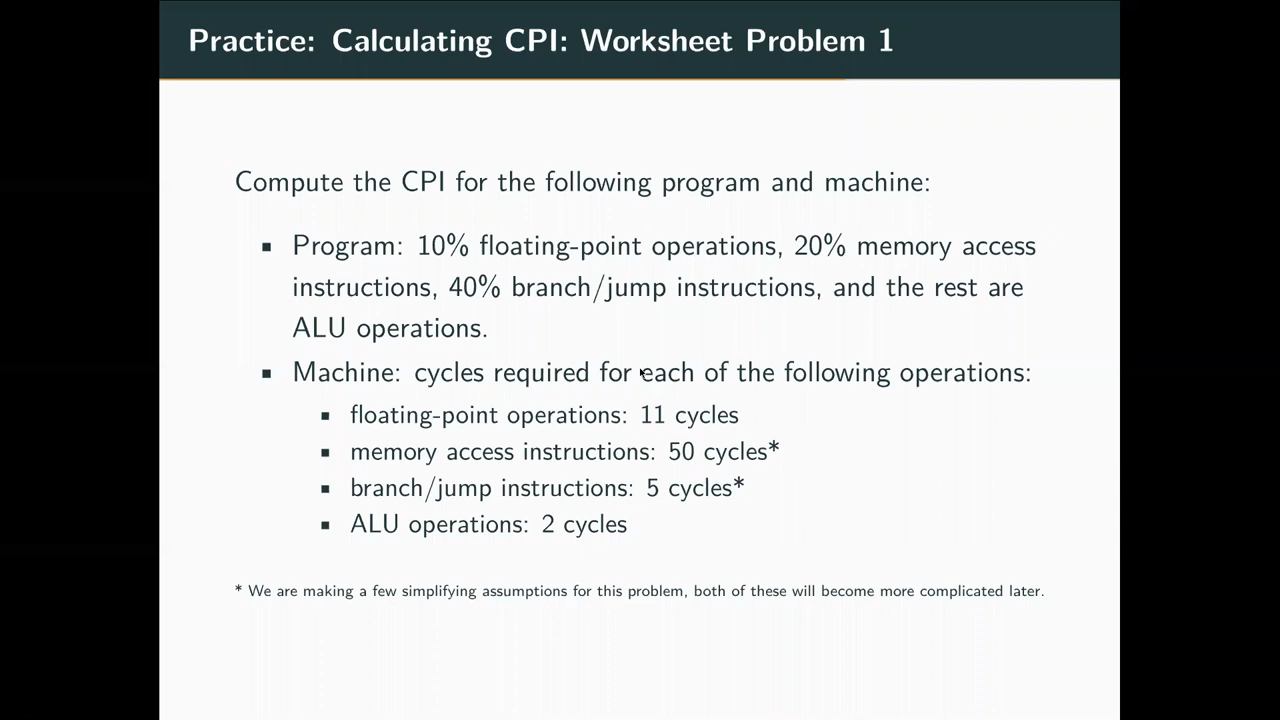 Practice: Calculating CPI: Worksheet Problem 1
Compute the CPI for the following program and machine:
▪ Program: 10% floating-point operations, 20% memory access
instructions, 40% branch/jump instructions, and the rest are
ALU operations.
▪ Machine: cycles required for each of the following operations:
▪ floating-point operations: 11 cycles
▪ memory access instructions: 50 cycles*
▪ branch/jump instructions: 5 cycles*
▪ ALU operations: 2 cycles
* We are making a few simplifying assumptions for this problem, both of these will become more complicated later.